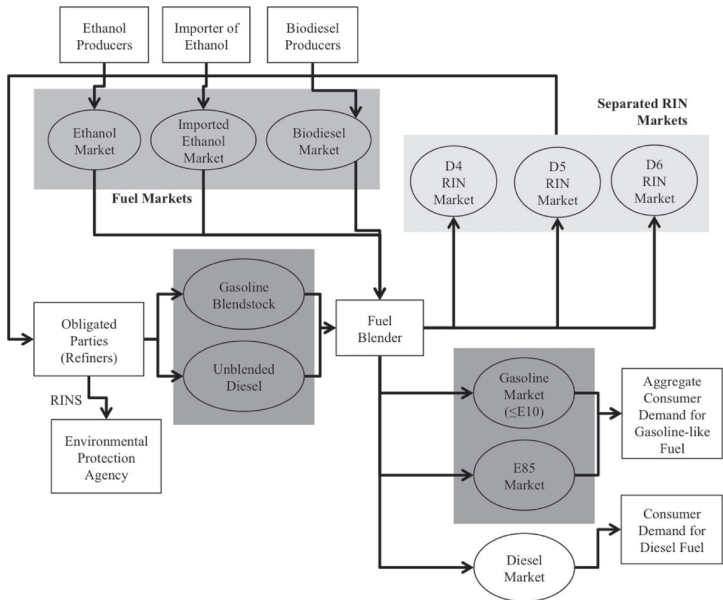 Ethanol
Producers
Importer of
Ethanol
Biodiesel
Producers
Separated RIN
Markets
Ethanol
Market
Imported
Ethanol
Market
Biodiesel
Market
D4
RIN
Market
D5
RIN
Market
D6
RIN
Market
Fuel Markets
Gasoline
Blendstock
Obligated
Parties
(Refiners)
Fuel
Blender
Unblended
Diesel
RINS
Environmental
Protection
Agency
Gasoline
Market
(≤E10)
Aggregate
Consumer
Demand for
Gasoline-like
Fuel
E85
Market
Consumer
Demand for
Diesel Fuel
Diesel
Market